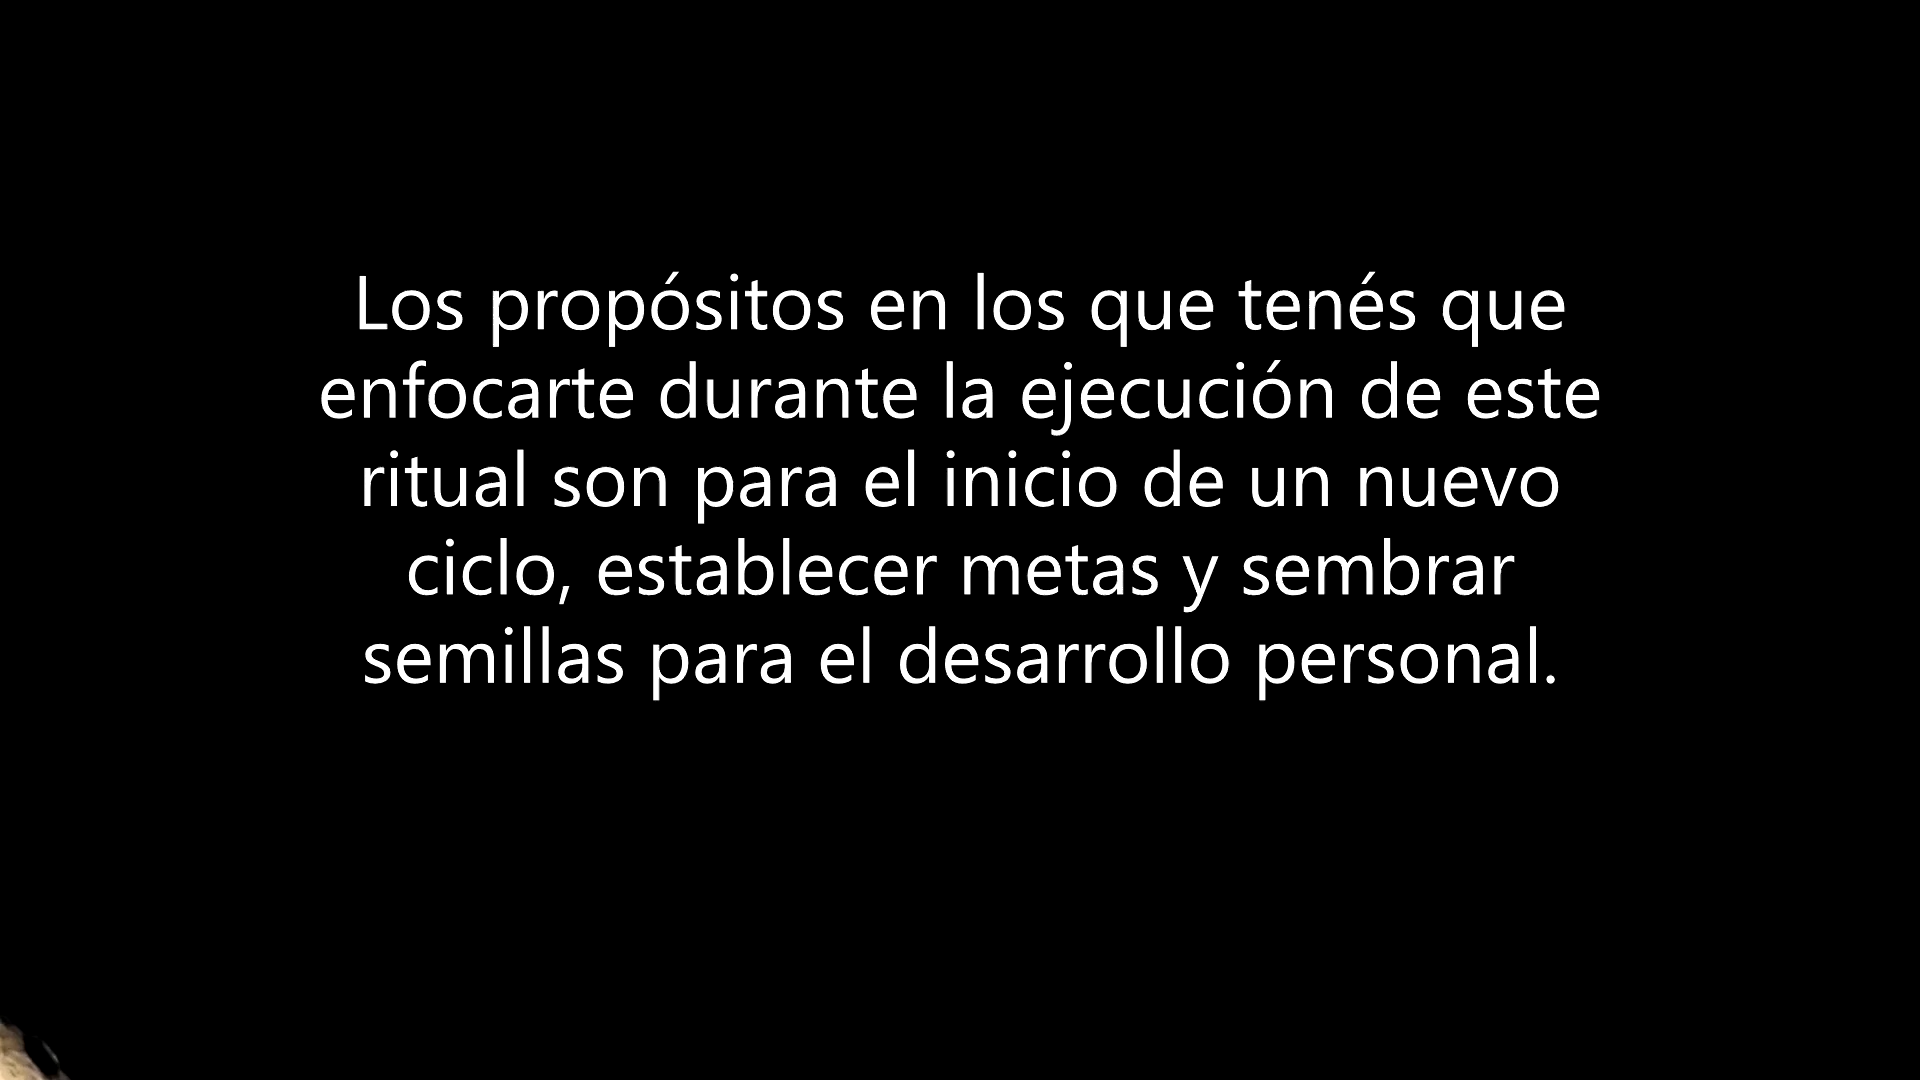 Los propósitos en los que tenés que
enfocarte durante la ejecución de este
ritual son para el inicio de un nuevo
ciclo, establecer metas y sembrar
semillas para el desarrollo personal.